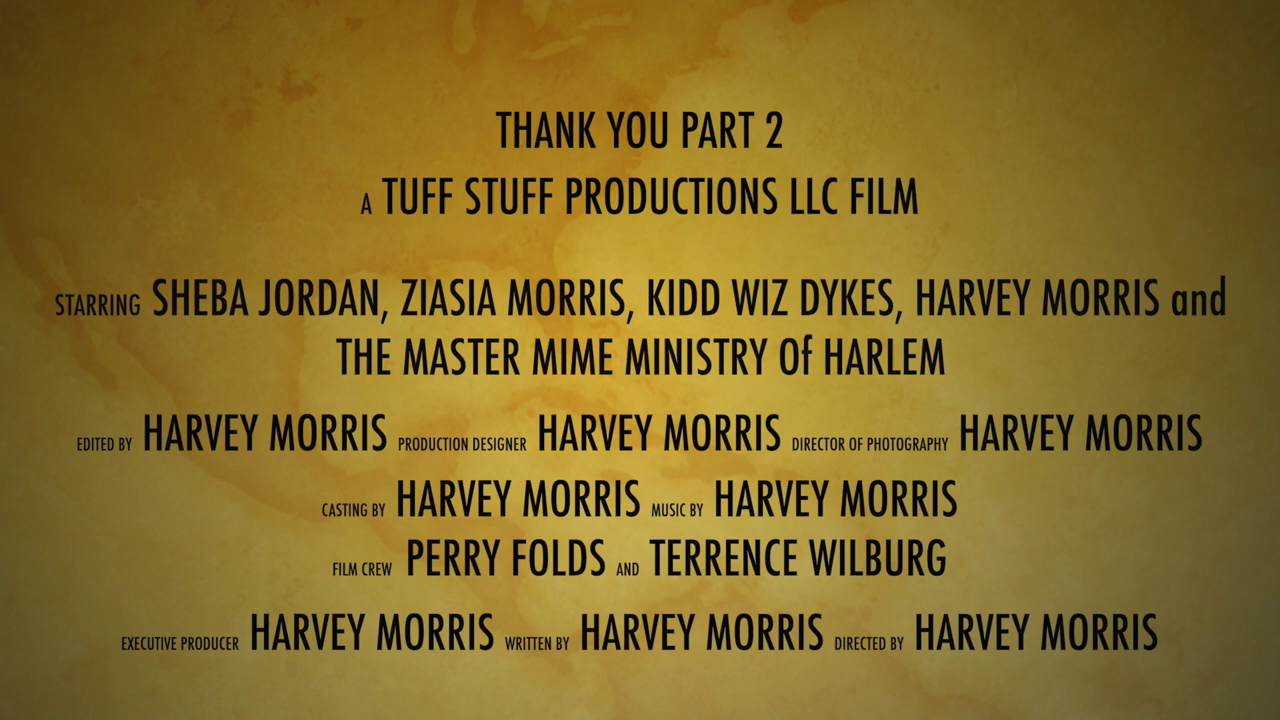 THANK YOU PART 2
A TUFF STUFF PRODUCTIONS LLC FILM
STARRING SHEBA JORDAN, ZIASIA MORRIS, KIDD WIZ DYKES, HARVEY MORRIS and
THE MASTER MIME MINISTRY Of HARLEM
EDITED BY HARVEY MORRIS PRODUCTION DESIGNER HARVEY MORRIS DIRECTOR OF PHOTOGRAPHY HARVEY MORRIS
CASTING BY HARVEY MORRIS MUSIC BY HARVEY MORRIS
FILM CREW PERRY FOLDS AND TERRENCE WILBURG
EXECUTIVE PRODUCER HARVEY MORRIS WRITTEN BY HARVEY MORRIS DIRECTED BY HARVEY MORRIS